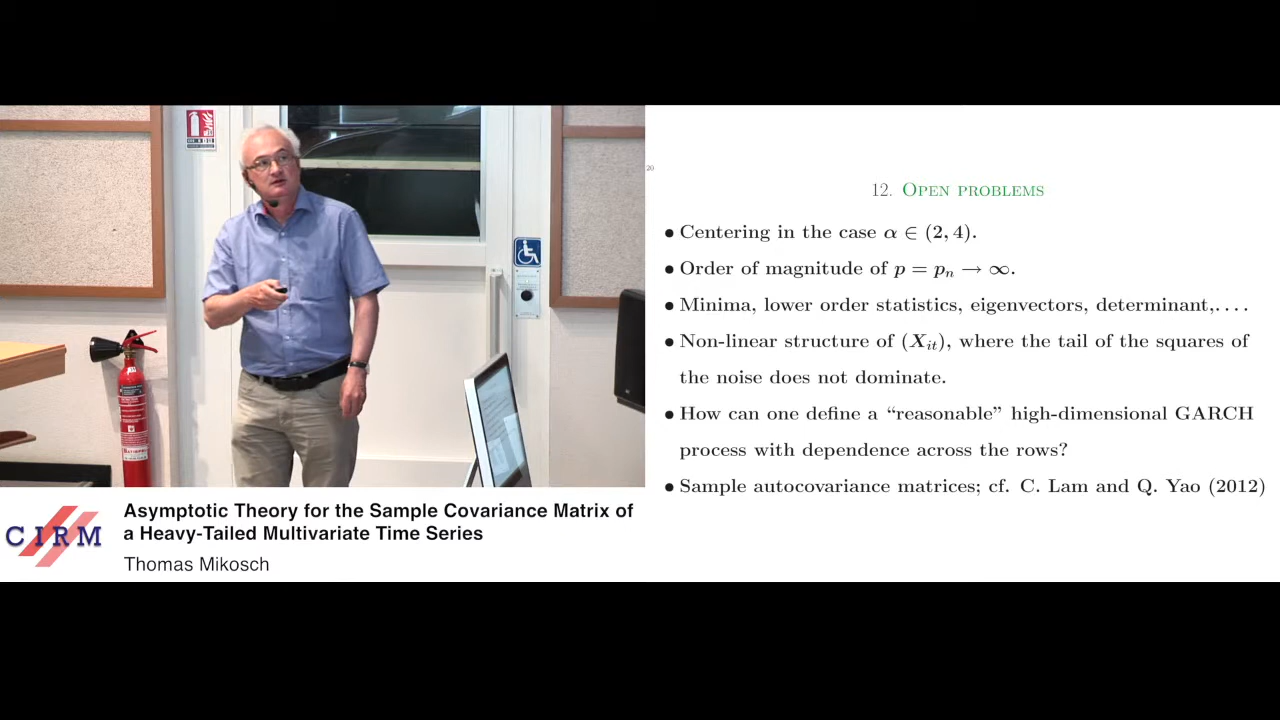 20
12. Open problems
• Centering in the case α ∈ (2, 4).
• Order of magnitude of p = pₙ → ∞.
• Minima, lower order statistics, eigenvectors, determinant,. . . .
• Non-linear structure of (Xᵢₜ), where the tail of the squares of
the noise does not dominate.
• How can one define a “reasonable” high-dimensional GARCH
process with dependence across the rows?
• Sample autocovariance matrices; cf. C. Lam and Q. Yao (2012)
CIRM
Asymptotic Theory for the Sample Covariance Matrix of
a Heavy-Tailed Multivariate Time Series
Thomas Mikosch